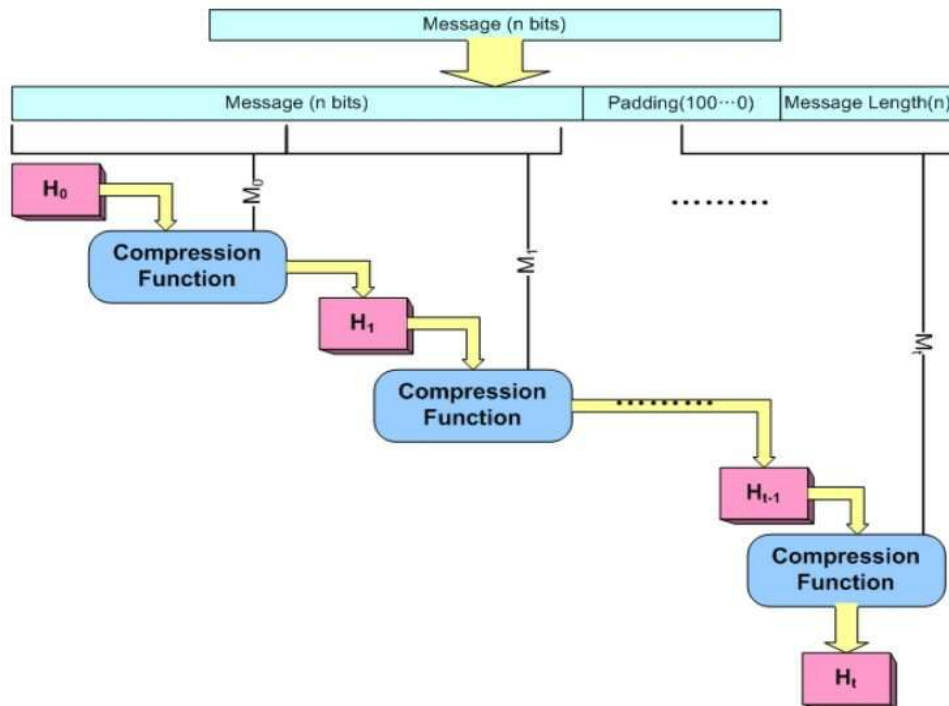 Message (n bits)
Message (n bits) Padding(100⋯0) Message Length(n)
H₀
M₀
M₁
Mₜ
.........
Compression
Function
H₁
Compression
Function
.........
Hₜ₋₁
Compression
Function
Hₜ